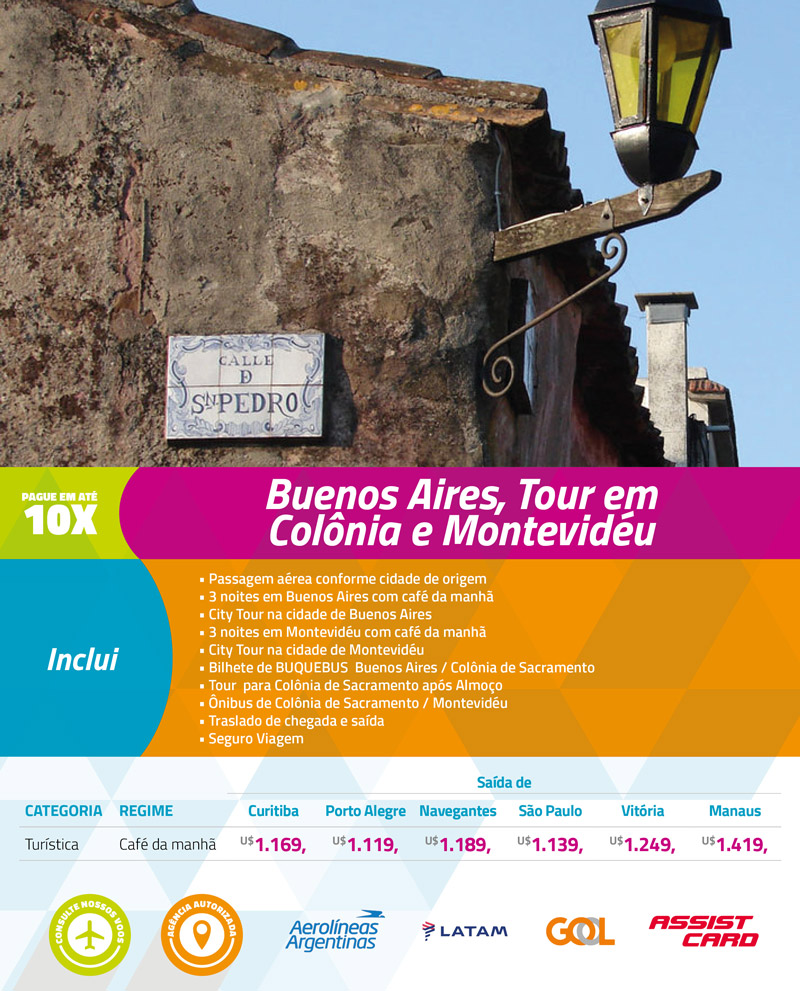 CALLE
D
SN. PEDRO
PAGUE EM ATÉ
10X
Buenos Aires, Tour em
Colônia e Montevidéu
Inclui
• Passagem aérea conforme cidade de origem
• 3 noites em Buenos Aires com café da manhã
• City Tour na cidade de Buenos Aires
• 3 noites em Montevidéu com café da manhã
• City Tour na cidade de Montevidéu
• Bilhete de BUQUEBUS Buenos Aires / Colônia de Sacramento
• Tour para Colônia de Sacramento após Almoço
• Ônibus de Colônia de Sacramento / Montevidéu
• Traslado de chegada e saída
• Seguro Viagem
Saída de
CATEGORIA REGIME Curitiba Porto Alegre Navegantes São Paulo Vitória Manaus
Turística Café da manhã U$1.169, U$1.119, U$1.189, U$1.139, U$1.249, U$1.419,
CONSULTE NOSSOS VOOS
AGÊNCIA AUTORIZADA
Aerolíneas
Argentinas
LATAM
GOL
ASSIST
CARD